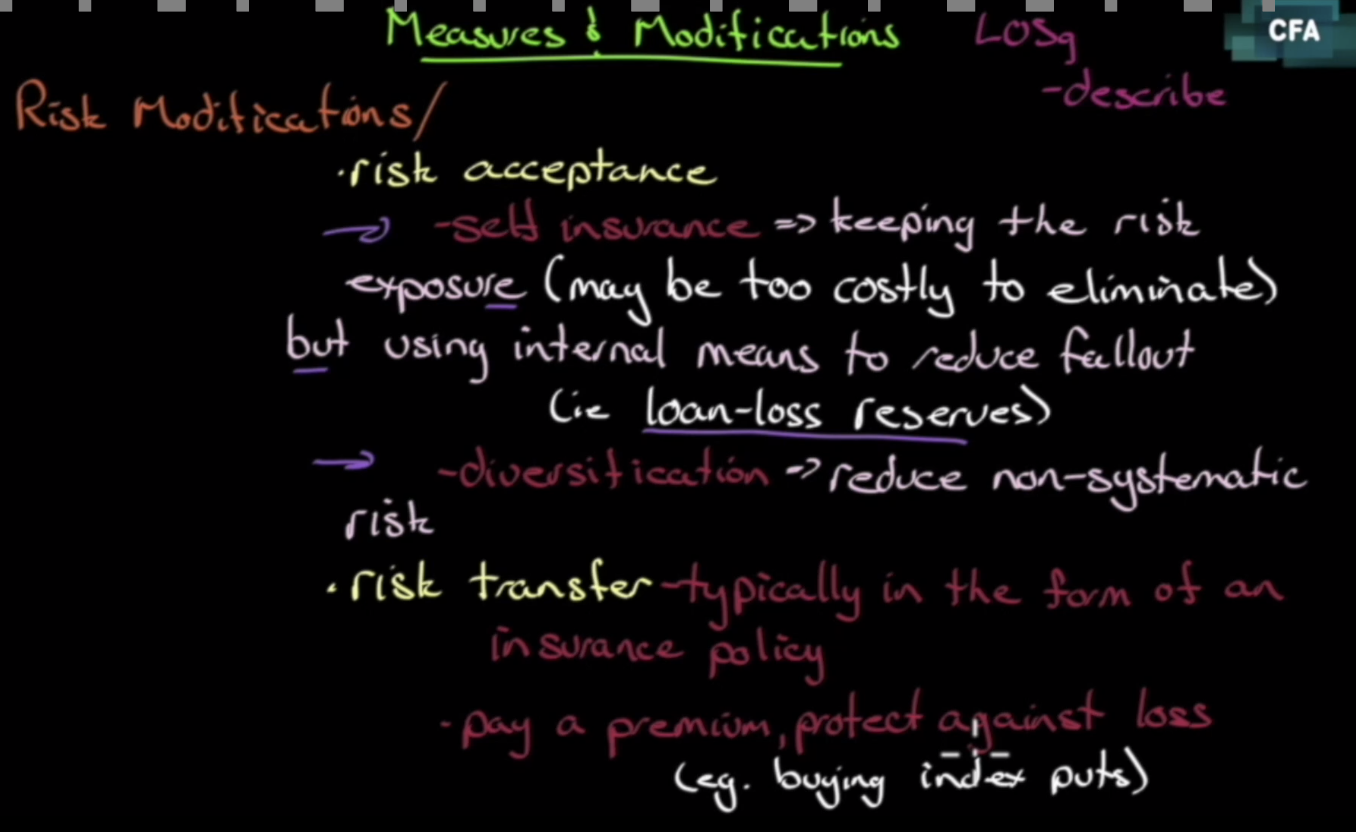 Measures & Modifications LOSg
CFA
-describe
Risk Modifications/
·risk acceptance
→ -self insurance => keeping the risk
exposure (may be too costly to eliminate)
but using internal means to reduce fallout
(ie loan-loss reserves)
→ -diversification -> reduce non-systematic
risk
·risk transfer-typically in the form of an
insurance policy
-pay a premium, protect against loss
(eg. buying index puts)